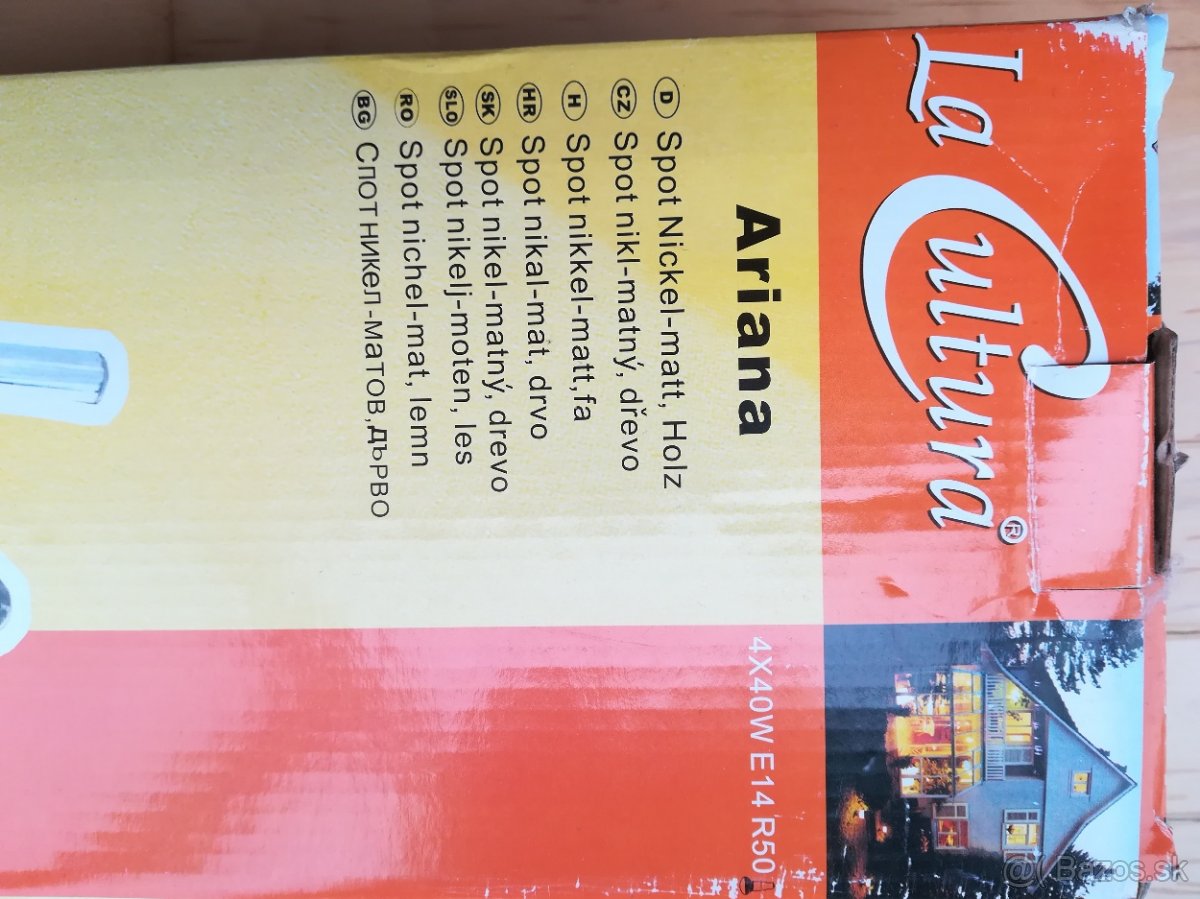 La Cultura®
Ariana
D Spot Nickel-matt, Holz
CZ Spot nikl-matný, dřevo
H Spot nikkel-matt,fa
HR Spot nikal-mat, drvo
SK Spot nikel-matný, drevo
SLO Spot nikelj-moten, les
RO Spot nichel-mat, lemn
BG СПОТ НИКЕЛ-МАТОВ,ДЪРВО
4X40W E14 R50
@ Bazos.sk